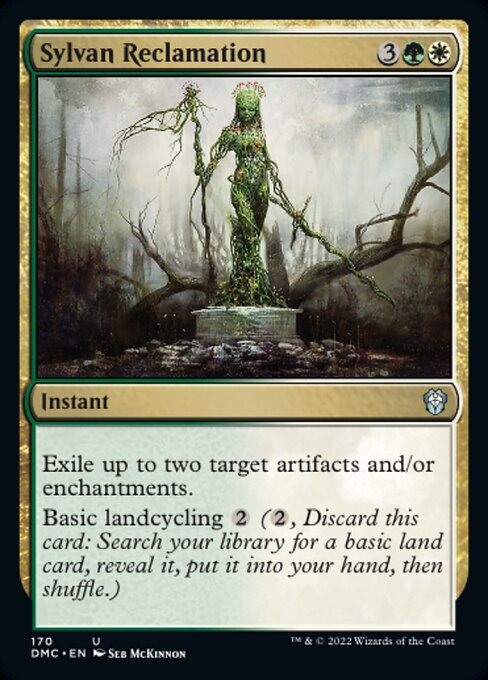 Sylvan Reclamation 3
Instant
Exile up to two target artifacts and/or
enchantments.
Basic landcycling 2 (2, Discard this
card: Search your library for a basic land
card, reveal it, put it into your hand, then
shuffle.)
170 U ™ & © 2022 Wizards of the Coast
DMC • EN Seb McKinnon